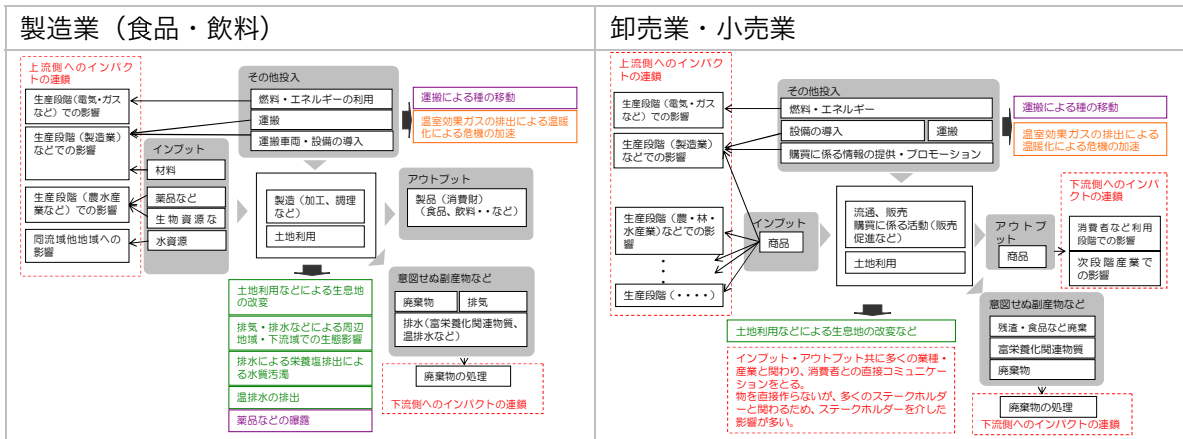 製造業（食品・飲料）
上流側へのインパク
トの連鎖
生産段階（電気・ガス
など）での影響
生産段階（製造業）
などでの影響
生産段階（農水産
業など）での影響
同流域他地域への
影響
インプット
材料
薬品など
生物資源な
水資源
その他投入
燃料・エネルギーの利用
運搬
運搬車両・設備の導入
運搬による種の移動
温室効果ガスの排出による温暖
化による危機の加速
製造（加工、調理
など）
土地利用
アウトプット
製品（消費財）
（食品、飲料・・など）
土地利用などによる生息地
の改変
排気・排水などによる周辺
地域・下流域での生態影響
排水による栄養塩排出によ
る水質汚濁
温排水の排出
薬品などの曝露
意図せぬ副産物など
廃棄物
排気
排水（富栄養化関連物質、
温排水など）
廃棄物の処理
下流側へのインパクトの連鎖
卸売業・小売業
上流側へのインパクト
の連鎖
生産段階（電気・ガス
など）での影響
生産段階（製造業）
などでの影響
生産段階（農・林・
水産業）などでの影
響
・
・
・
生産段階（・・・・）
インプット
商品
その他投入
燃料・エネルギー
設備の導入
運搬
購買に係る情報の提供・プロモーション
運搬による種の移動
温室効果ガスの排出による
温暖化による危機の加速
流通、販売
購買に係る活動（販売
促進など）
土地利用
アウトプ
ット
商品
下流側へのインパ
クトの連鎖
消費者など利用
段階での影響
次段階産業で
の影響
土地利用などによる生息地の改変など
インプット・アウトプット共に多くの業種・
産業と関わり、消費者との直接コミュニケー
ションをとる。
物を直接作らないが、多くのステークホルダ
ーと関わるため、ステークホルダーを介した
影響が多い。
意図せぬ副産物など
残渣・食品など廃棄
富栄養化関連物質
廃棄物
廃棄物の処理
下流側へのインパクトの連鎖